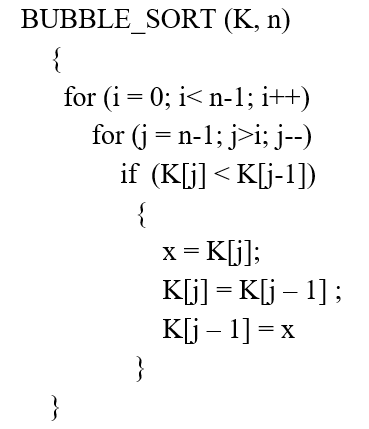 BUBBLE_SORT (K, n)
{
for (i = 0; i< n-1; i++)
for (j = n-1; j>i; j--)
if (K[j] < K[j-1])
{
x = K[j];
K[j] = K[j – 1] ;
K[j – 1] = x
}
}